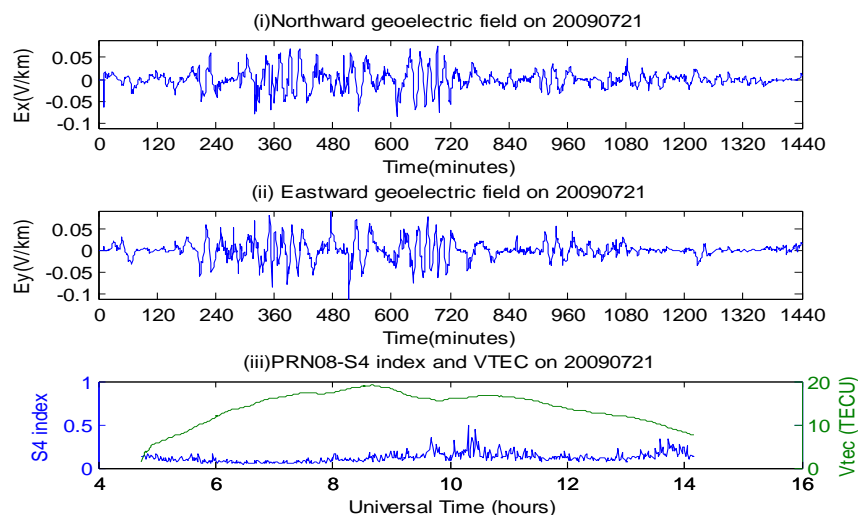 (i)Northward geoelectric field on 20090721
Ex(V/km)
0.05
0
-0.05
-0.1
0 120 240 360 480 600 720 840 960 1080 1200 1320 1440
Time(minutes)
(ii) Eastward geoelectric field on 20090721
Ey(V/km)
0.05
0
-0.05
-0.1
0 120 240 360 480 600 720 840 960 1080 1200 1320 1440
Time(minutes)
(iii)PRN08-S4 index and VTEC on 20090721
S4 index
1
0.5
0
20
10
0
Vtec (TECU)
4 6 8 10 12 14 16
Universal Time (hours)